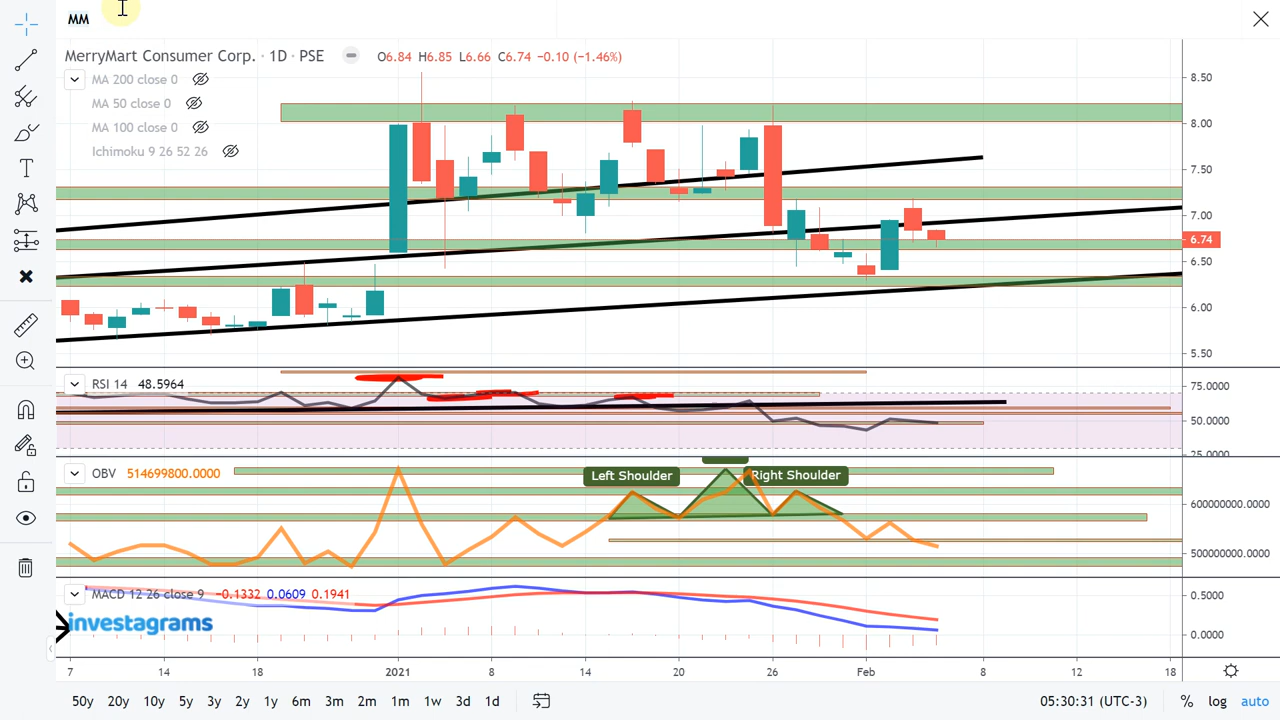 MM
MerryMart Consumer Corp. · 1D · PSE O6.84 H6.85 L6.66 C6.74 −0.10 (−1.46%)
MA 200 close 0
MA 50 close 0
MA 100 close 0
Ichimoku 9 26 52 26
8.50
8.00
7.50
7.00
6.74
6.50
6.00
5.50
RSI 14 48.5964
75.0000
50.0000
25.0000
OBV 514699800.0000
Left Shoulder
Right Shoulder
600000000.0000
500000000.0000
MACD 12 26 close 9 −0.1332 0.0609 0.1941
0.5000
0.0000
investagrams
7 14 18 2021 8 14 20 26 Feb 8 12 18
50y 20y 10y 5y 3y 2y 1y 6m 3m 2m 1m 1w 3d 1d 05:30:31 (UTC-3) % log auto